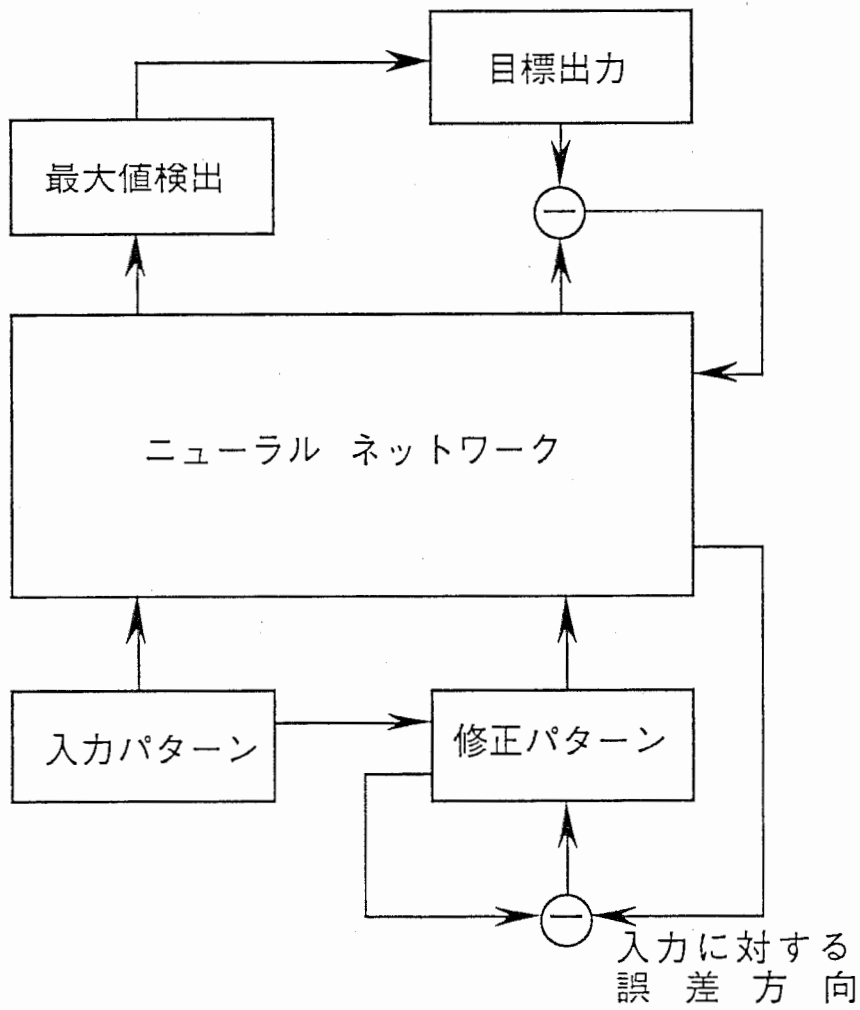 目標出力
最大値検出
−
ニューラル ネットワーク
入力パターン
修正パターン
−
入力に対する
誤差方向